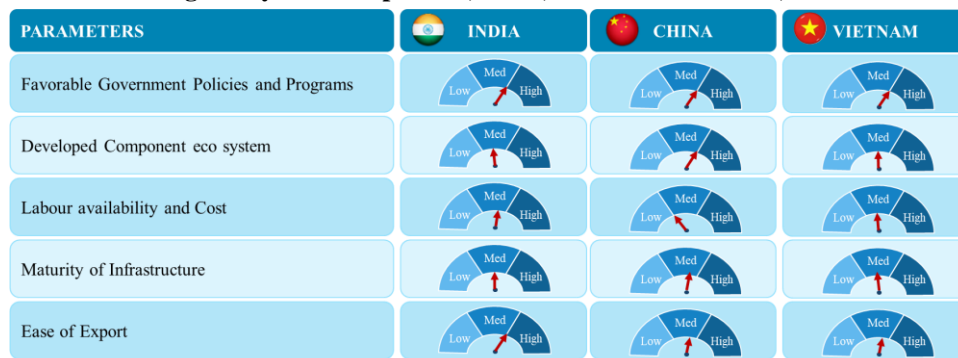 PARAMETERS INDIA CHINA VIETNAM
Favorable Government Policies and Programs Low Med High Low Med High Low Med High
Developed Component eco system Low Med High Low Med High Low Med High
Labour availability and Cost Low Med High Low Med High Low Med High
Maturity of Infrastructure Low Med High Low Med High Low Med High
Ease of Export Low Med High Low Med High Low Med High